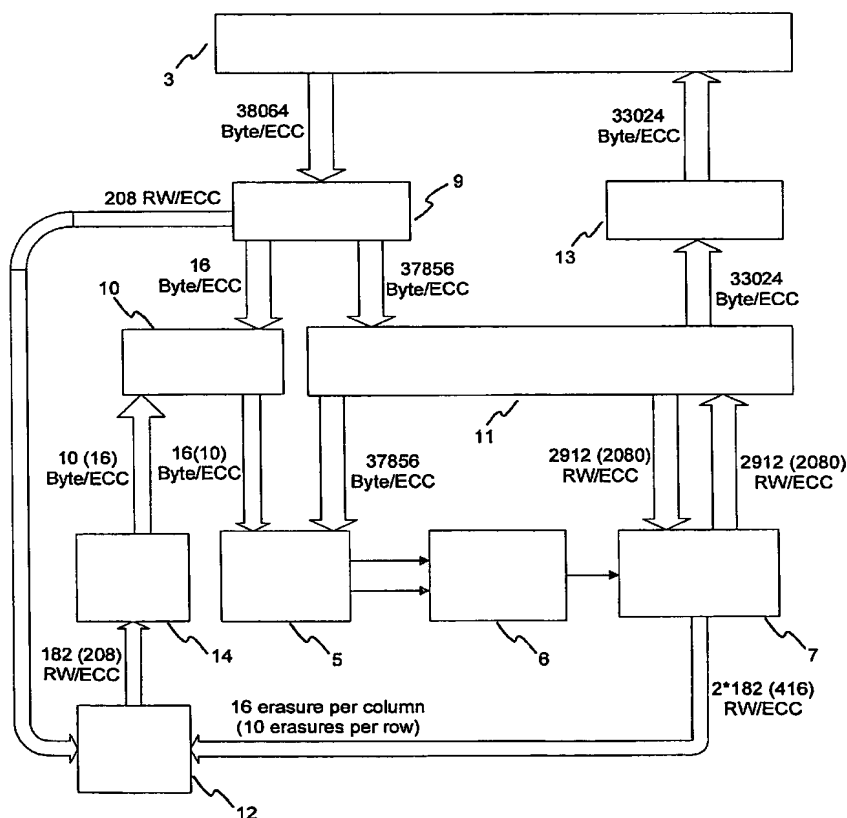 3
38064
Byte/ECC
33024
Byte/ECC
208 RW/ECC
9
13
16
Byte/ECC
37856
Byte/ECC
33024
Byte/ECC
10
11
10 (16)
Byte/ECC
16(10)
Byte/ECC
37856
Byte/ECC
2912 (2080)
RW/ECC
2912 (2080)
RW/ECC
14
5
6
7
182 (208)
RW/ECC
16 erasure per column
(10 erasures per row)
2*182 (416)
RW/ECC
12